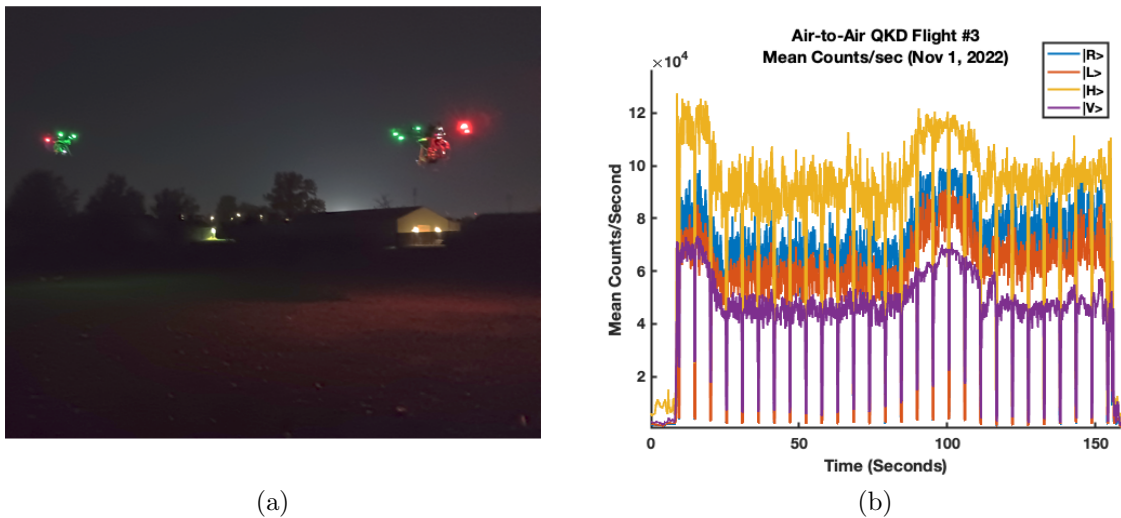 Air-to-Air QKD Flight #3
Mean Counts/sec (Nov 1, 2022)
×10⁴
|R>
|L>
|H>
|V>
12
10
8
6
4
2
Mean Counts/Second
0
50
100
150
Time (Seconds)
(a)
(b)